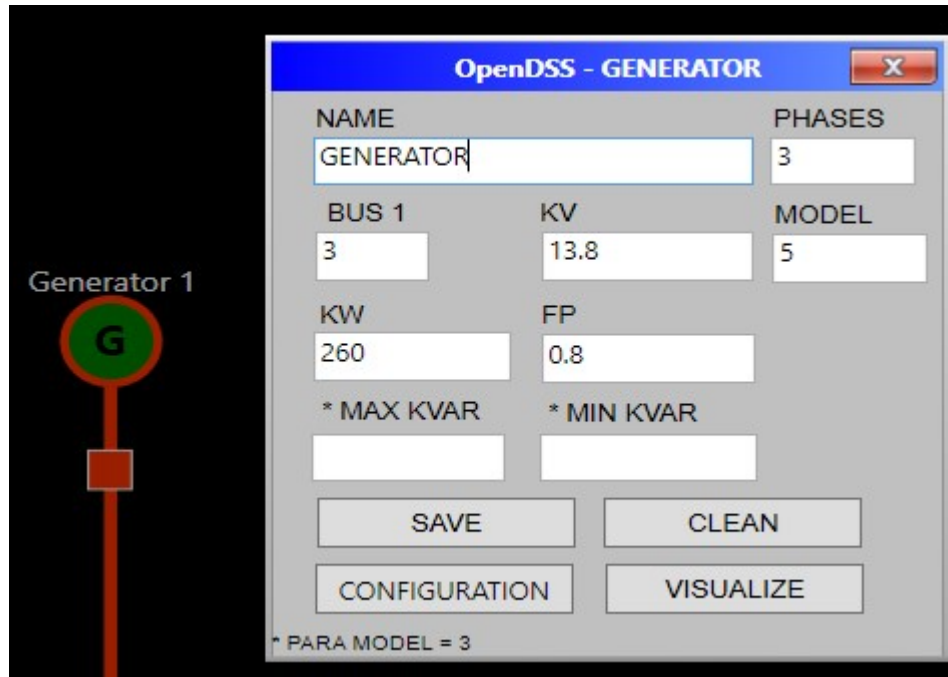 OpenDSS - GENERATOR
x
NAME PHASES
GENERATOR 3
BUS 1 KV MODEL
3 13.8 5
Generator 1
G
KW FP
260 0.8
* MAX KVAR * MIN KVAR
SAVE CLEAN
CONFIGURATION VISUALIZE
* PARA MODEL = 3